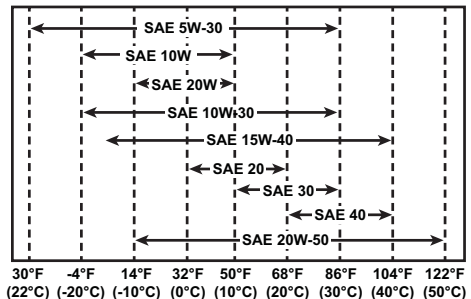 SAE 5W-30
SAE 10W
SAE 20W
SAE 10W-30
SAE 15W-40
SAE 20
SAE 30
SAE 40
SAE 20W-50
30°F -4°F 14°F 32°F 50°F 68°F 86°F 104°F 122°F
(22°C) (-20°C) (-10°C) (0°C) (10°C) (20°C) (30°C) (40°C) (50°C)